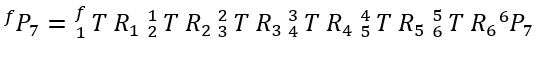 ᶠP₇ = ᶠ₁T R₁ ¹₂T R₂ ²₃T R₃ ³₄T R₄ ⁴₅T R₅ ⁵₆T R₆ ⁶P₇